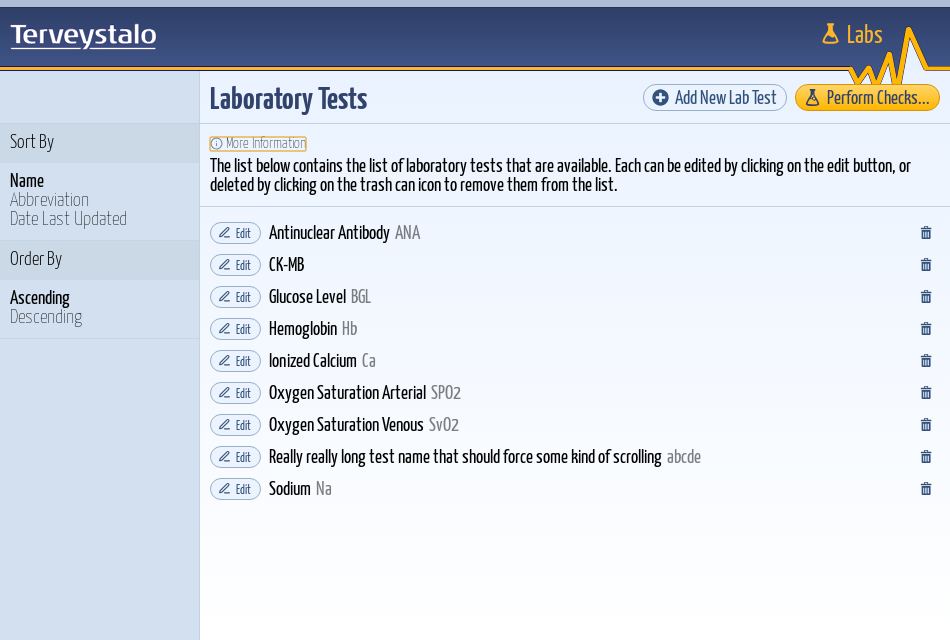 Terveystalo
Labs
Laboratory Tests
Add New Lab Test
Perform Checks...
Sort By
Name
Abbreviation
Date Last Updated
Order By
Ascending
Descending
More Information
The list below contains the list of laboratory tests that are available. Each can be edited by clicking on the edit button, or
deleted by clicking on the trash can icon to remove them from the list.
Edit Antinuclear Antibody ANA
Edit CK-MB
Edit Glucose Level BGL
Edit Hemoglobin Hb
Edit Ionized Calcium Ca
Edit Oxygen Saturation Arterial SPO2
Edit Oxygen Saturation Venous SvO2
Edit Really really long test name that should force some kind of scrolling abcde
Edit Sodium Na